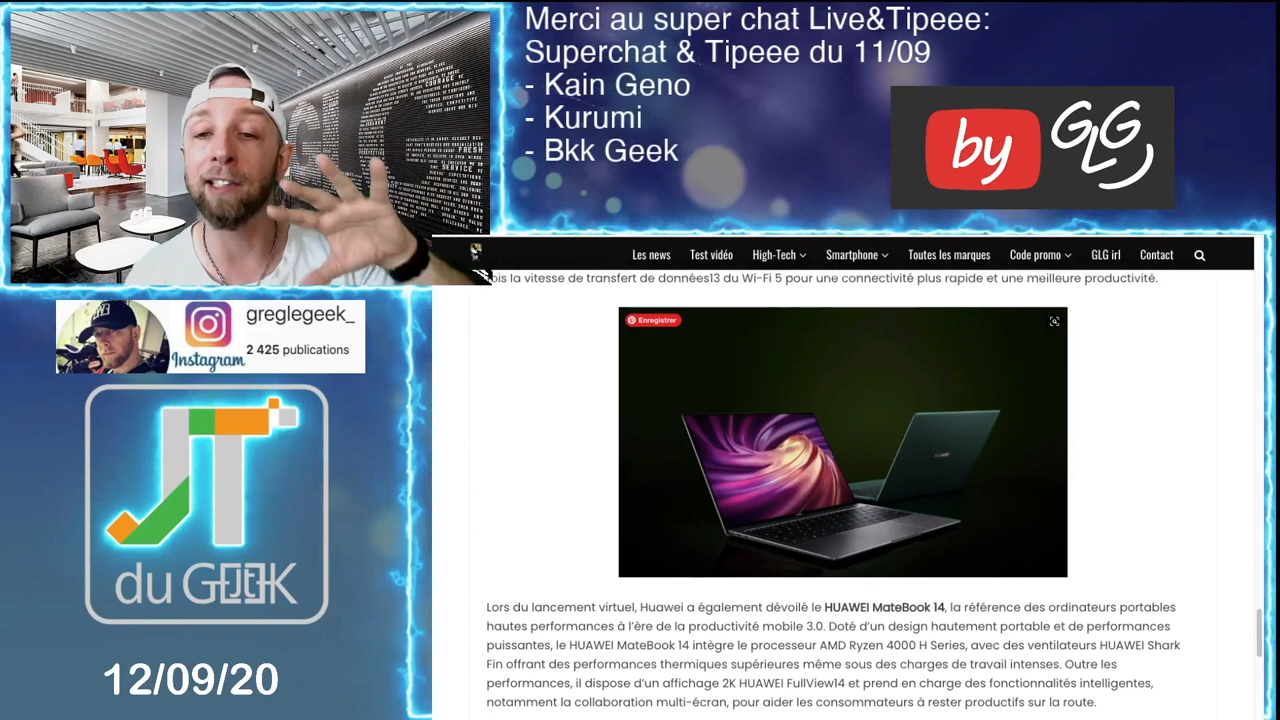 Merci au super chat Live&Tipeee:
Superchat & Tipeee du 11/09
- Kain Geno
- Kurumi
- Bkk Geek
by GLG
COURAGE
FRESH
PERSPECTIVE
SERVICE
Les news
Test vidéo
High-Tech
Smartphone
Toutes les marques
Code promo
GLG irl
Contact
la vitesse de transfert de données13 du Wi-Fi 5 pour une connectivité plus rapide et une meilleure productivité.
greglegeek_
2 425 publications
Instagram
Enregistrer
JT
du GEEK
12/09/20
Lors du lancement virtuel, Huawei a également dévoilé le HUAWEI MateBook 14, la référence des ordinateurs portables
hautes performances à l'ère de la productivité mobile 3.0. Doté d'un design hautement portable et de performances
puissantes, le HUAWEI MateBook 14 intègre le processeur AMD Ryzen 4000 H Series, avec des ventilateurs HUAWEI Shark
Fin offrant des performances thermiques supérieures même sous des charges de travail intenses. Outre les
performances, il dispose d'un affichage 2K HUAWEI FullView14 et prend en charge des fonctionnalités intelligentes,
notamment la collaboration multi-écran, pour aider les consommateurs à rester productifs sur la route.